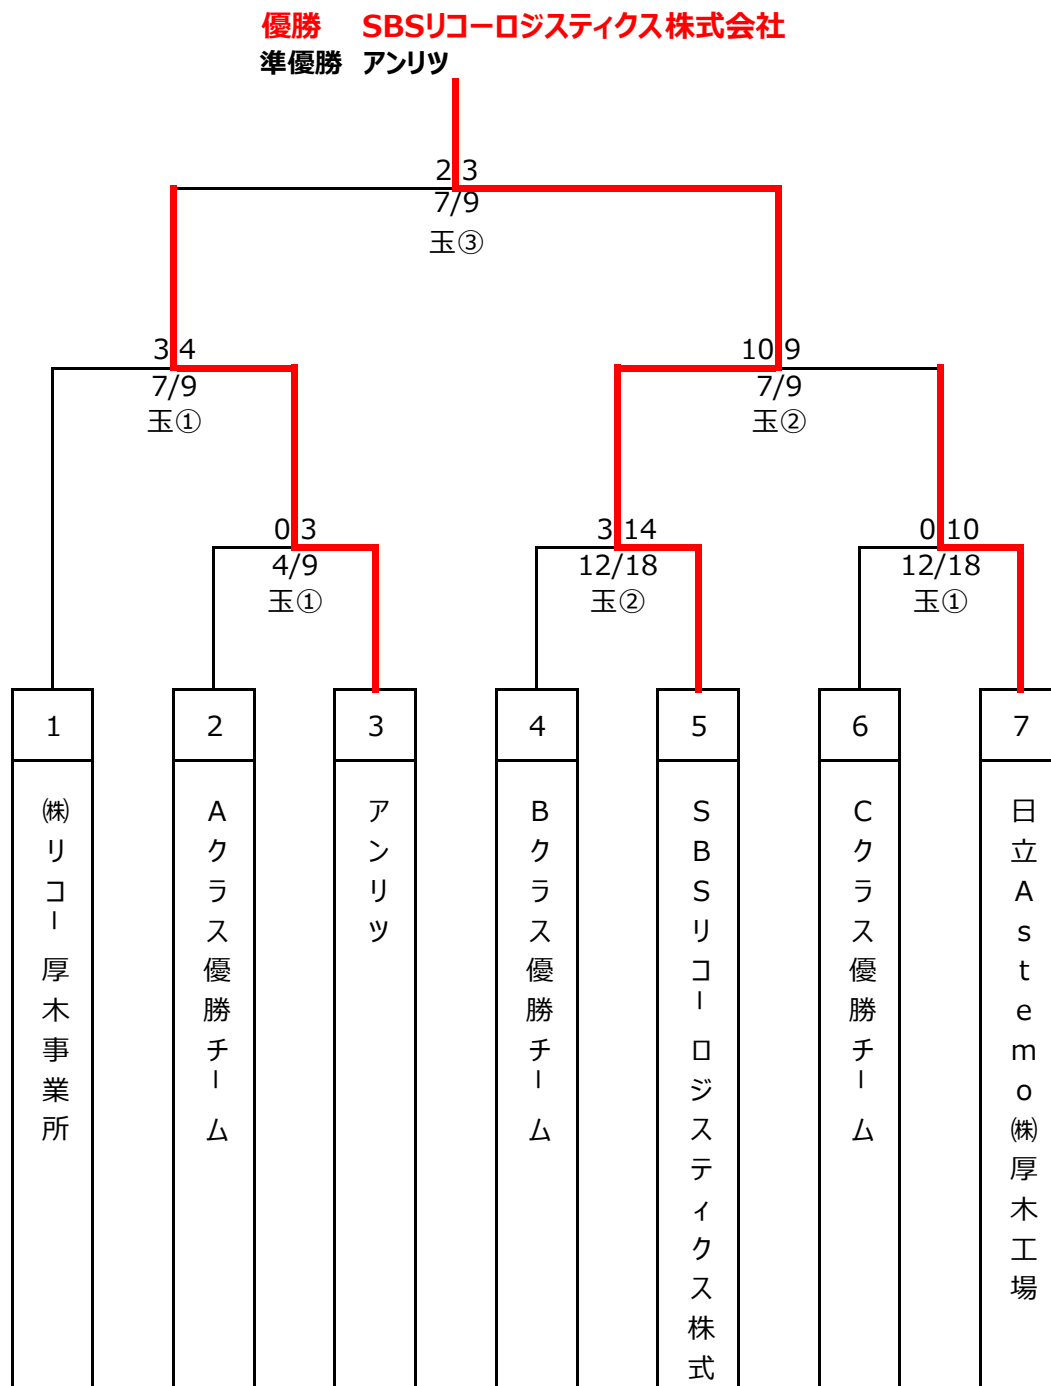 優勝 SBSリコーロジスティクス株式会社
準優勝 アンリツ
2 3
7/9
玉③
3 4
7/9
玉①
10 9
7/9
玉②
0 3
4/9
玉①
3 14
12/18
玉②
0 10
12/18
玉①
1
㈱リコー厚木事業所
2
Aクラス優勝チーム
3
アンリツ
4
Bクラス優勝チーム
5
SBSリコーロジスティクス株式
6
Cクラス優勝チーム
7
日立Astemo㈱厚木工場